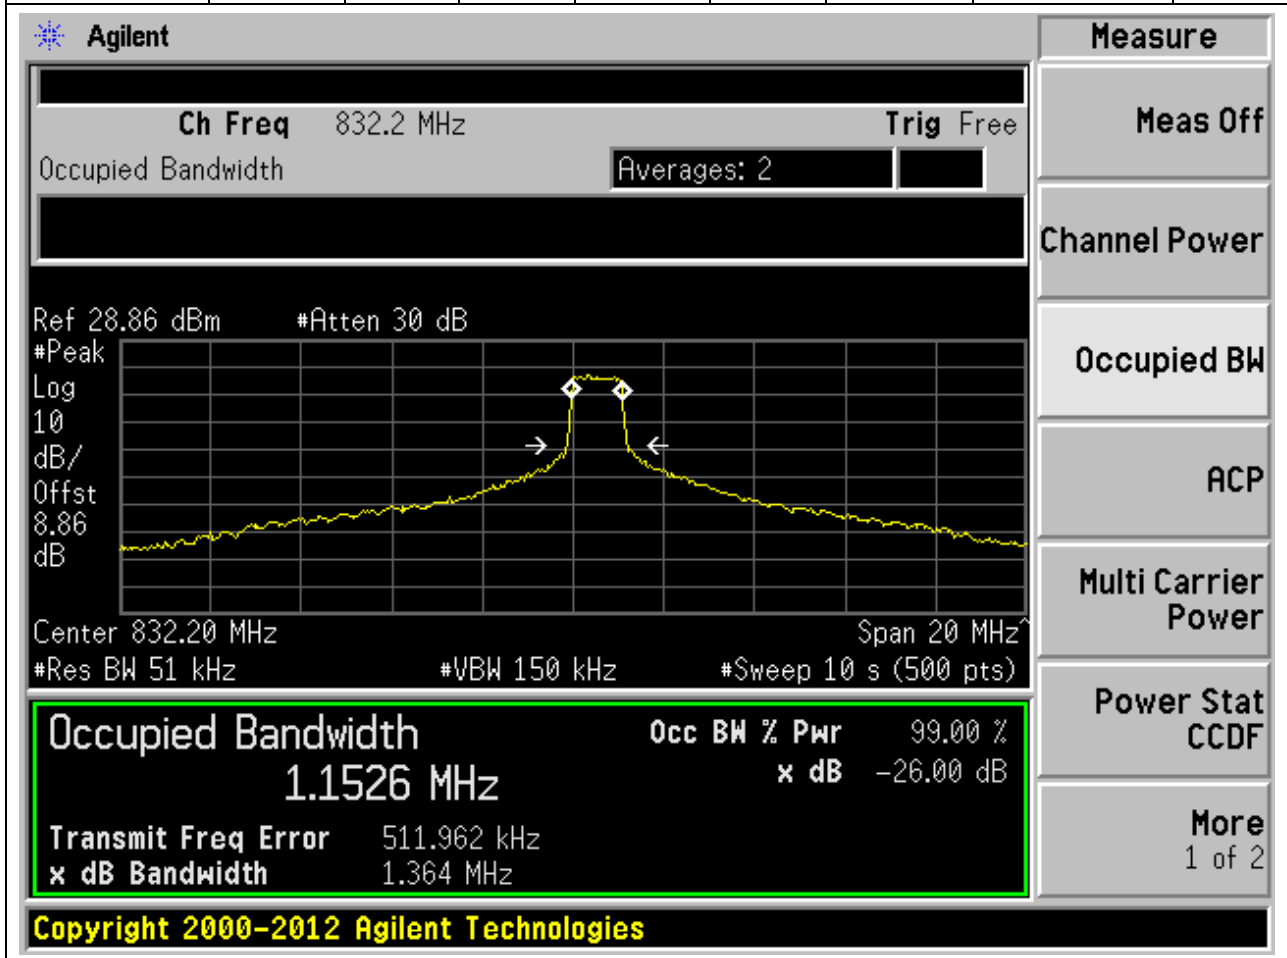 Agilent
Measure
Ch Freq 832.2 MHz Trig Free
Meas Off
Occupied Bandwidth Averages: 2
Channel Power
Ref 28.86 dBm #Atten 30 dB
#Peak
Log
10
dB/
Offst
8.86
dB
Occupied BW
ACP
Center 832.20 MHz Span 20 MHz^
#Res BW 51 kHz #VBW 150 kHz #Sweep 10 s (500 pts)
Multi Carrier
Power
Occupied Bandwidth Occ BW % Pwr 99.00 %
1.1526 MHz x dB -26.00 dB
Transmit Freq Error 511.962 kHz
x dB Bandwidth 1.364 MHz
Power Stat
CCDF
More
1 of 2
Copyright 2000-2012 Agilent Technologies